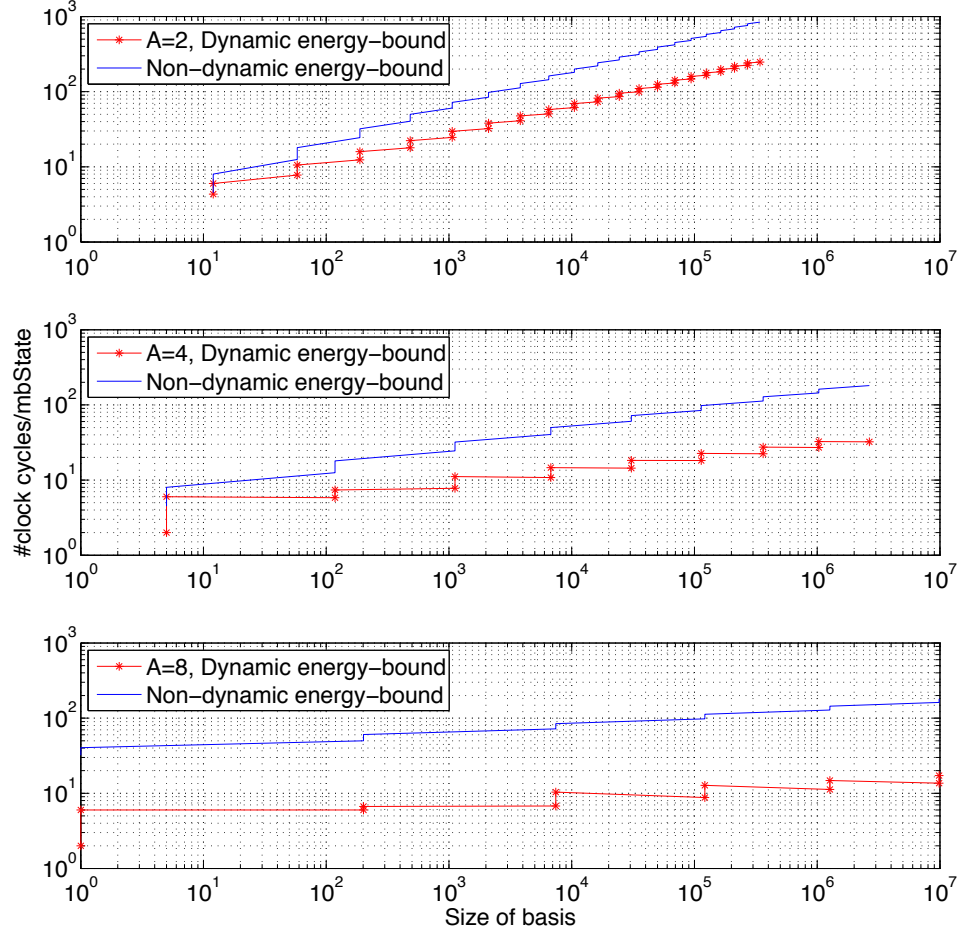 10^3
10^2
10^1
10^0
A=2, Dynamic energy-bound
Non-dynamic energy-bound
10^0 10^1 10^2 10^3 10^4 10^5 10^6 10^7
#clock cycles/mbState
10^3
10^2
10^1
10^0
A=4, Dynamic energy-bound
Non-dynamic energy-bound
10^0 10^1 10^2 10^3 10^4 10^5 10^6 10^7
10^3
10^2
10^1
10^0
A=8, Dynamic energy-bound
Non-dynamic energy-bound
10^0 10^1 10^2 10^3 10^4 10^5 10^6 10^7
Size of basis